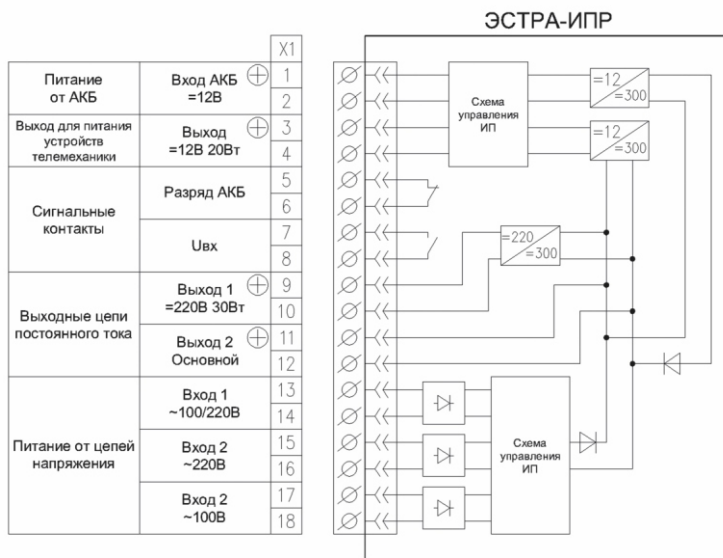 ЭСТРА-ИПР
X1
Питание
от АКБ
Вход АКБ
=12В
1
2
Выход для питания
устройств
телемеханики
Выход
=12В 20Вт
3
4
Сигнальные
контакты
Разряд АКБ
5
6
Uвх
7
8
Выходные цепи
постоянного тока
Выход 1
=220В 30Вт
9
10
Выход 2
Основной
11
12
Питание от цепей
напряжения
Вход 1
~100/220В
13
14
Вход 2
~220В
15
16
Вход 2
~100В
17
18
Схема
управления
ИП
=12
=300
=12
=300
=220
=300
Схема
управления
ИП